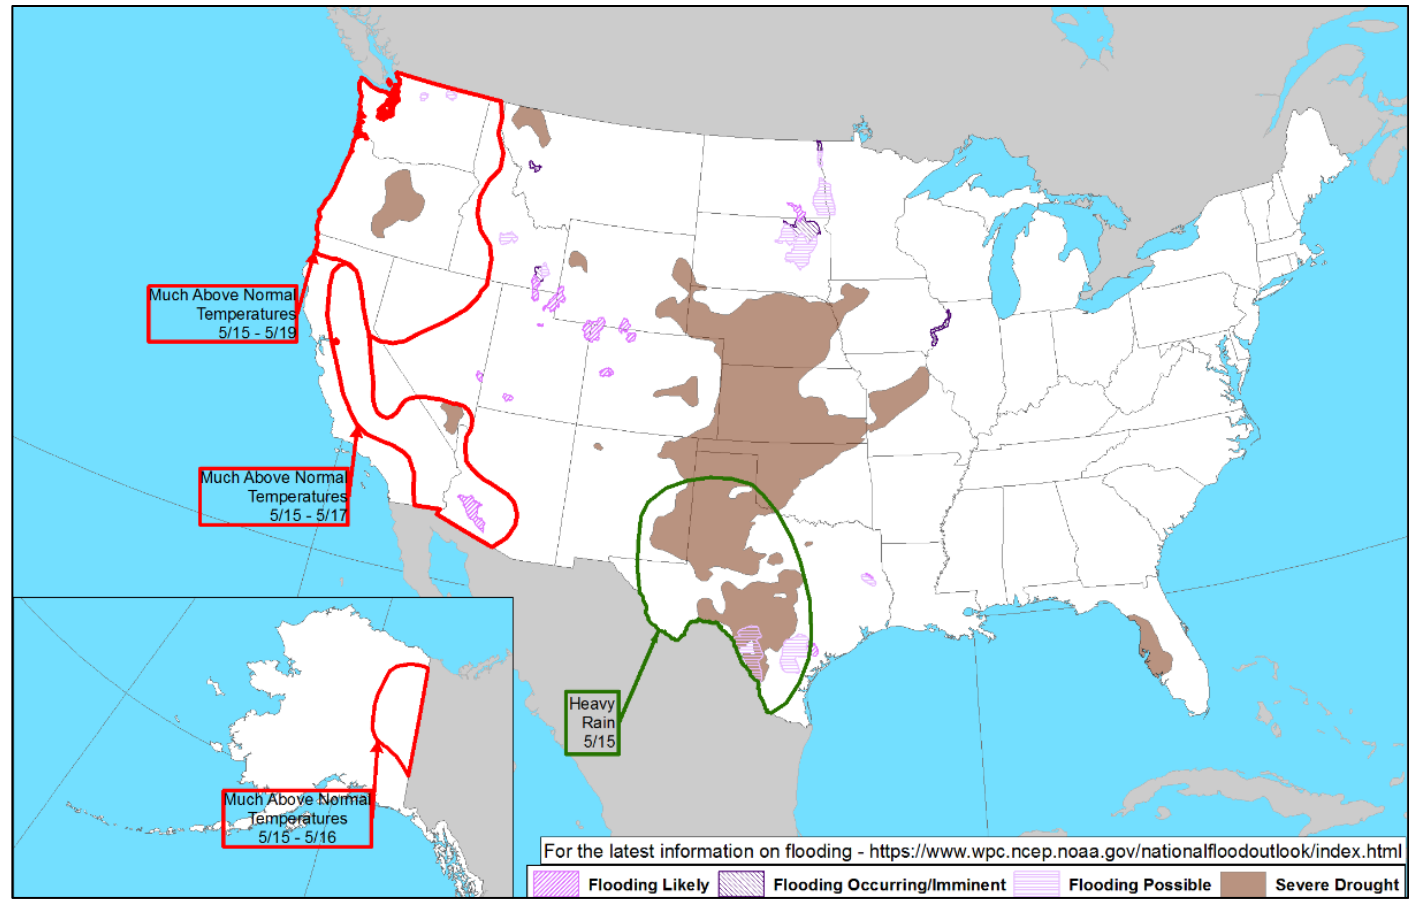 Much Above Normal
Temperatures
5/15 - 5/19
Much Above Normal
Temperatures
5/15 - 5/17
Heavy
Rain
5/15
Much Above Normal
Temperatures
5/15 - 5/16
For the latest information on flooding - https://www.wpc.ncep.noaa.gov/nationalfloodoutlook/index.html
Flooding Likely Flooding Occurring/Imminent Flooding Possible Severe Drought